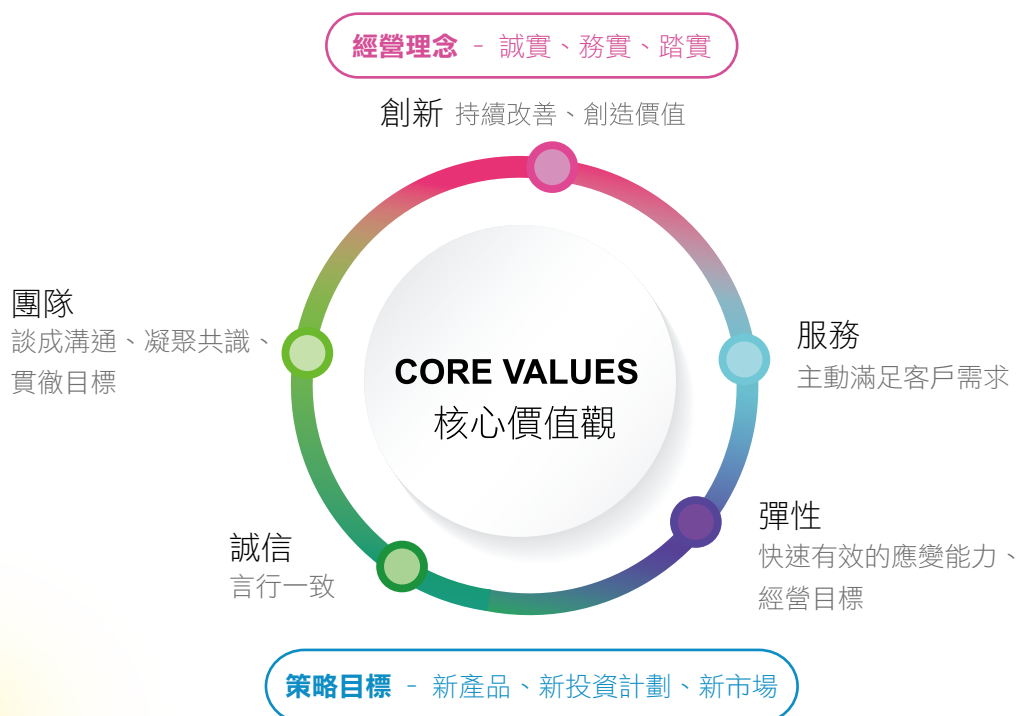 經營理念 - 誠實、務實、踏實
創新 持續改善、創造價值
團隊
談成溝通、凝聚共識、
貫徹目標
服務
主動滿足客戶需求
CORE VALUES
核心價值觀
彈性
快速有效的應變能力、
經營目標
誠信
言行一致
策略目標 - 新產品、新投資計劃、新市場